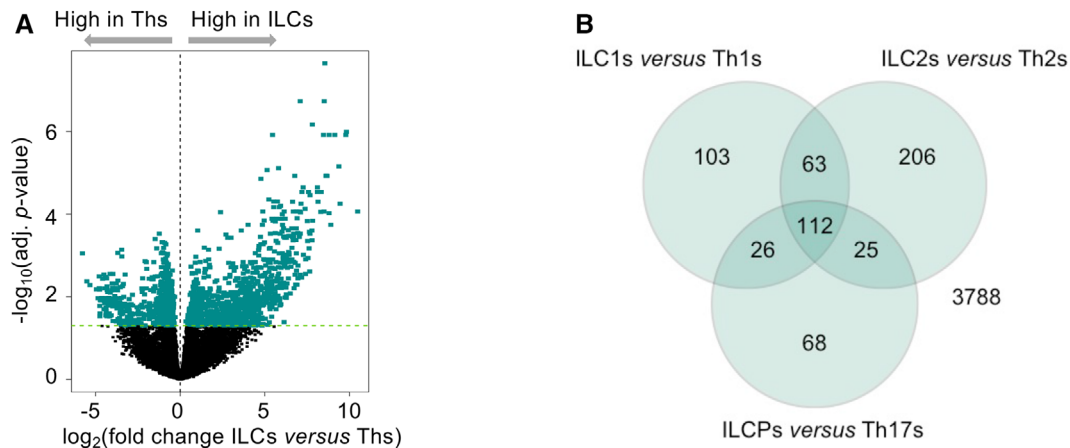 A
High in Ths
High in ILCs
-log10(adj. p-value)
6
4
2
0
-5
0
5
10
log2(fold change ILCs versus Ths)
B
ILC1s versus Th1s
ILC2s versus Th2s
103
63
206
112
26
25
3788
68
ILCPs versus Th17s